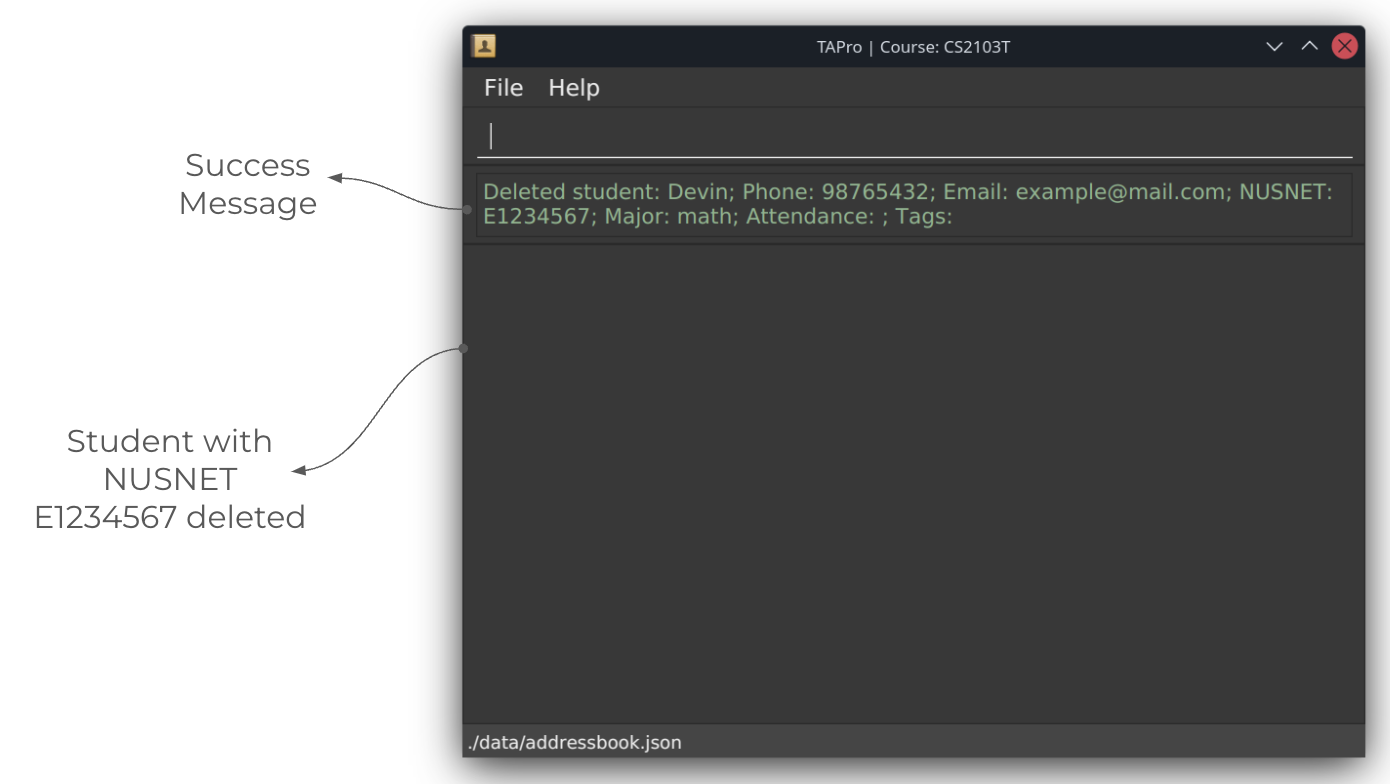 TAPro | Course: CS2103T
File Help
Success
Message
Deleted student: Devin; Phone: 98765432; Email: example@mail.com; NUSNET:
E1234567; Major: math; Attendance: ; Tags:
Student with
NUSNET
E1234567 deleted
./data/addressbook.json